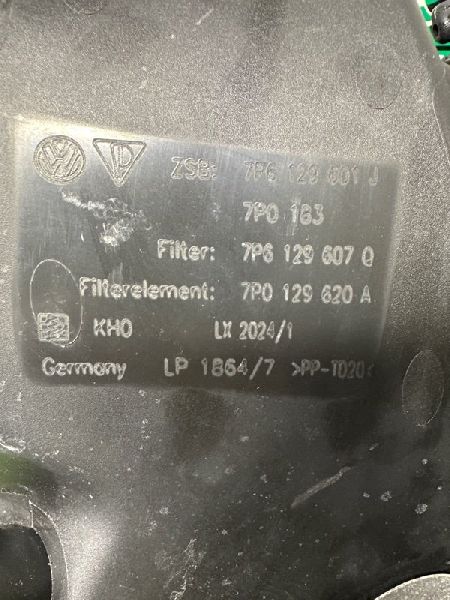 ZSB: 7P6 129 601 J
7P0 183
Filter: 7P6 129 607 Q
Filterelement: 7P0 129 620 A
KHO LX 2024/1
Germany LP 1864/7 >PP-TD20<